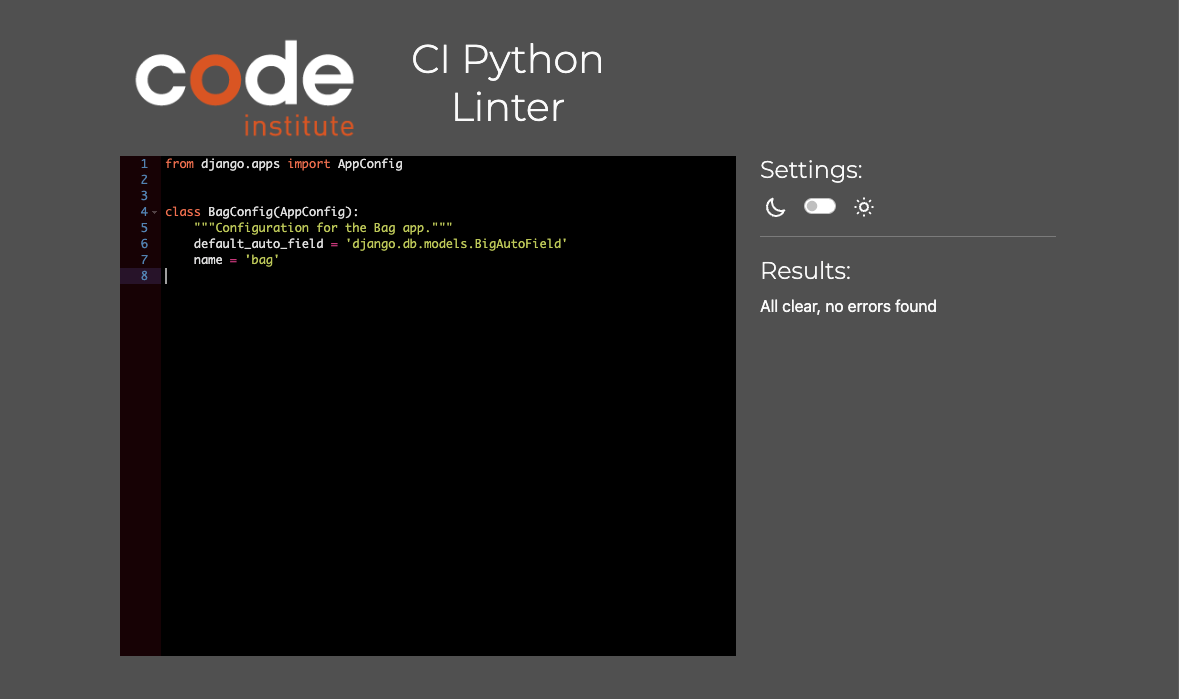 code
institute
CI Python
Linter
1 from django.apps import AppConfig
2
3
4 class BagConfig(AppConfig):
5     """Configuration for the Bag app."""
6     default_auto_field = 'django.db.models.BigAutoField'
7     name = 'bag'
8
Settings:
Results:
All clear, no errors found